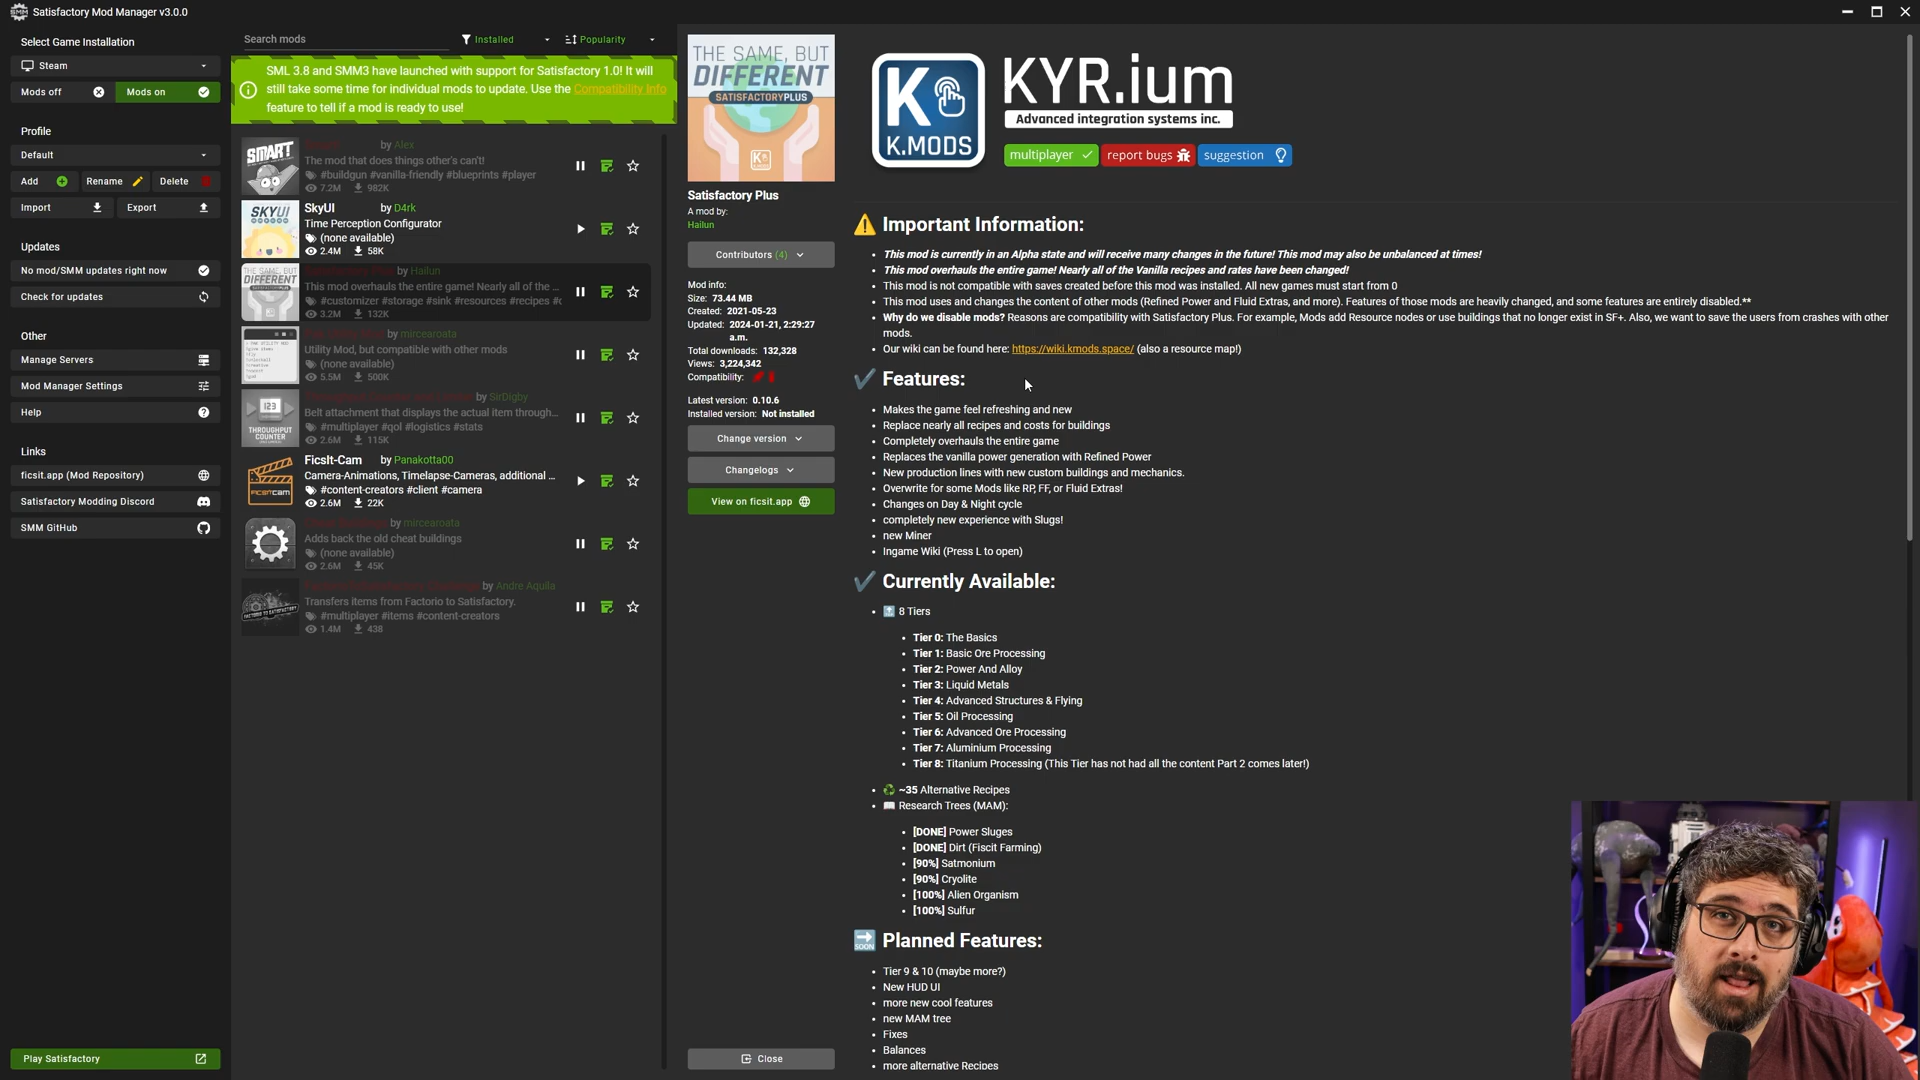 Satisfactory Mod Manager v3.0.0
Select Game Installation
Steam
Mods off
Mods on
Profile
Default
Add
Rename
Delete
Import
Export
Updates
No mod/SMM updates right now
Check for updates
Other
Manage Servers
Mod Manager Settings
Help
Links
ficsit.app (Mod Repository)
Satisfactory Modding Discord
SMM GitHub
Play Satisfactory
Search mods
Installed
Popularity
SML 3.8 and SMM3 have launched with support for Satisfactory 1.0! It will
still take some time for individual mods to update. Use the Compatibility Info
feature to tell if a mod is ready to use!
SMART
by Alex
The mod that does things other's can't!
#buildgun #vanilla-friendly #blueprints #player
7.2M 982K
SKYUI
SkyUI by D4rk
Time Perception Configurator
(none available)
2.4M 58K
THE SAME, BUT
DIFFERENT
by Hailun
This mod overhauls the entire game! Nearly all of the ...
#customizer #storage #sink #resources #recipes #c
3.2M 132K
by mircearoata
Utility Mod, but compatible with other mods
(none available)
5.5M 500K
123
THROUGHPUT
COUNTER
by SirDigby
Belt attachment that displays the actual item through...
#multiplayer #qol #logistics #stats
2.6M 115K
FICSITCAM
FicsIt-Cam by Panakotta00
Camera-Animations, Timelapse-Cameras, additional ...
#content-creators #client #camera
2.6M 22K
by mircearoata
Adds back the old cheat buildings
(none available)
2.6M 45K
FACTORIO TO SATISFACTORY
by Andre Aquila
Transfers items from Factorio to Satisfactory.
#multiplayer #items #content-creators
1.4M 438
THE SAME, BUT
DIFFERENT
SATISFACTORYPLUS
K
Satisfactory Plus
A mod by:
Hailun
Contributors (4)
Mod info:
Size: 73.44 MB
Created: 2021-05-23
Updated: 2024-01-21, 2:29:27
a.m.
Total downloads: 132,328
Views: 3,224,342
Compatibility:
Latest version: 0.10.6
Installed version: Not installed
Change version
Changelogs
View on ficsit.app
Close
K
K.MODS
KYR.ium
Advanced integration systems inc.
multiplayer
report bugs
suggestion
Important Information:
• This mod is currently in an Alpha state and will receive many changes in the future! This mod may also be unbalanced at times!
• This mod overhauls the entire game! Nearly all of the Vanilla recipes and rates have been changed!
• This mod is not compatible with saves created before this mod was installed. All new games must start from 0
• This mod uses and changes the content of other mods (Refined Power and Fluid Extras, and more). Features of those mods are heavily changed, and some features are entirely disabled.**
• Why do we disable mods? Reasons are compatibility with Satisfactory Plus. For example, Mods add Resource nodes or use buildings that no longer exist in SF+. Also, we want to save the users from crashes with other
mods.
• Our wiki can be found here: https://wiki.kmods.space/ (also a resource map!)
Features:
• Makes the game feel refreshing and new
• Replace nearly all recipes and costs for buildings
• Completely overhauls the entire game
• Replaces the vanilla power generation with Refined Power
• New production lines with new custom buildings and mechanics.
• Overwrite for some Mods like RP, FF, or Fluid Extras!
• Changes on Day & Night cycle
• completely new experience with Slugs!
• new Miner
• Ingame Wiki (Press L to open)
Currently Available:
• 8 Tiers
• Tier 0: The Basics
• Tier 1: Basic Ore Processing
• Tier 2: Power And Alloy
• Tier 3: Liquid Metals
• Tier 4: Advanced Structures & Flying
• Tier 5: Oil Processing
• Tier 6: Advanced Ore Processing
• Tier 7: Aluminium Processing
• Tier 8: Titanium Processing (This Tier has not had all the content Part 2 comes later!)
• ~35 Alternative Recipes
• Research Trees (MAM):
• [DONE] Power Sluges
• [DONE] Dirt (Fiscit Farming)
• [90%] Satmonium
• [90%] Cryolite
• [100%] Alien Organism
• [100%] Sulfur
SOON
Planned Features:
• Tier 9 & 10 (maybe more?)
• New HUD UI
• more new cool features
• new MAM tree
• Fixes
• Balances
• more alternative Recipes